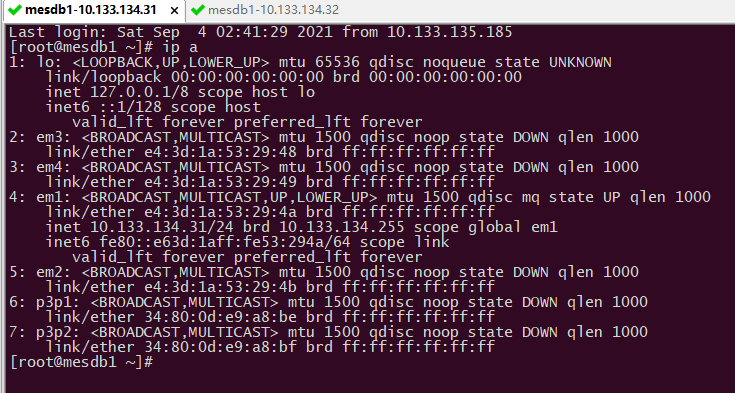 mesdb1-10.133.134.31 × mesdb1-10.133.134.32
Last login: Sat Sep  4 02:41:29 2021 from 10.133.135.185
[root@mesdb1 ~]# ip a
1: lo: <LOOPBACK,UP,LOWER_UP> mtu 65536 qdisc noqueue state UNKNOWN
    link/loopback 00:00:00:00:00:00 brd 00:00:00:00:00:00
    inet 127.0.0.1/8 scope host lo
    inet6 ::1/128 scope host
       valid_lft forever preferred_lft forever
2: em3: <BROADCAST,MULTICAST> mtu 1500 qdisc noop state DOWN qlen 1000
    link/ether e4:3d:1a:53:29:48 brd ff:ff:ff:ff:ff:ff
3: em4: <BROADCAST,MULTICAST> mtu 1500 qdisc noop state DOWN qlen 1000
    link/ether e4:3d:1a:53:29:49 brd ff:ff:ff:ff:ff:ff
4: em1: <BROADCAST,MULTICAST,UP,LOWER_UP> mtu 1500 qdisc mq state UP qlen 1000
    link/ether e4:3d:1a:53:29:4a brd ff:ff:ff:ff:ff:ff
    inet 10.133.134.31/24 brd 10.133.134.255 scope global em1
    inet6 fe80::e63d:1aff:fe53:294a/64 scope link
       valid_lft forever preferred_lft forever
5: em2: <BROADCAST,MULTICAST> mtu 1500 qdisc noop state DOWN qlen 1000
    link/ether e4:3d:1a:53:29:4b brd ff:ff:ff:ff:ff:ff
6: p3p1: <BROADCAST,MULTICAST> mtu 1500 qdisc noop state DOWN qlen 1000
    link/ether 34:80:0d:e9:a8:be brd ff:ff:ff:ff:ff:ff
7: p3p2: <BROADCAST,MULTICAST> mtu 1500 qdisc noop state DOWN qlen 1000
    link/ether 34:80:0d:e9:a8:bf brd ff:ff:ff:ff:ff:ff
[root@mesdb1 ~]#